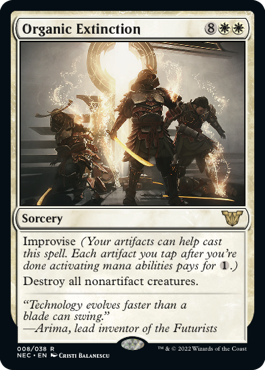 Organic Extinction 8
Sorcery
Improvise (Your artifacts can help cast
this spell. Each artifact you tap after you're
done activating mana abilities pays for 1.)
Destroy all nonartifact creatures.
"Technology evolves faster than a
blade can swing."
—Arima, lead inventor of the Futurists
008/038 R
NEC • EN Cristi Balanescu
™ & © 2022 Wizards of the Coast